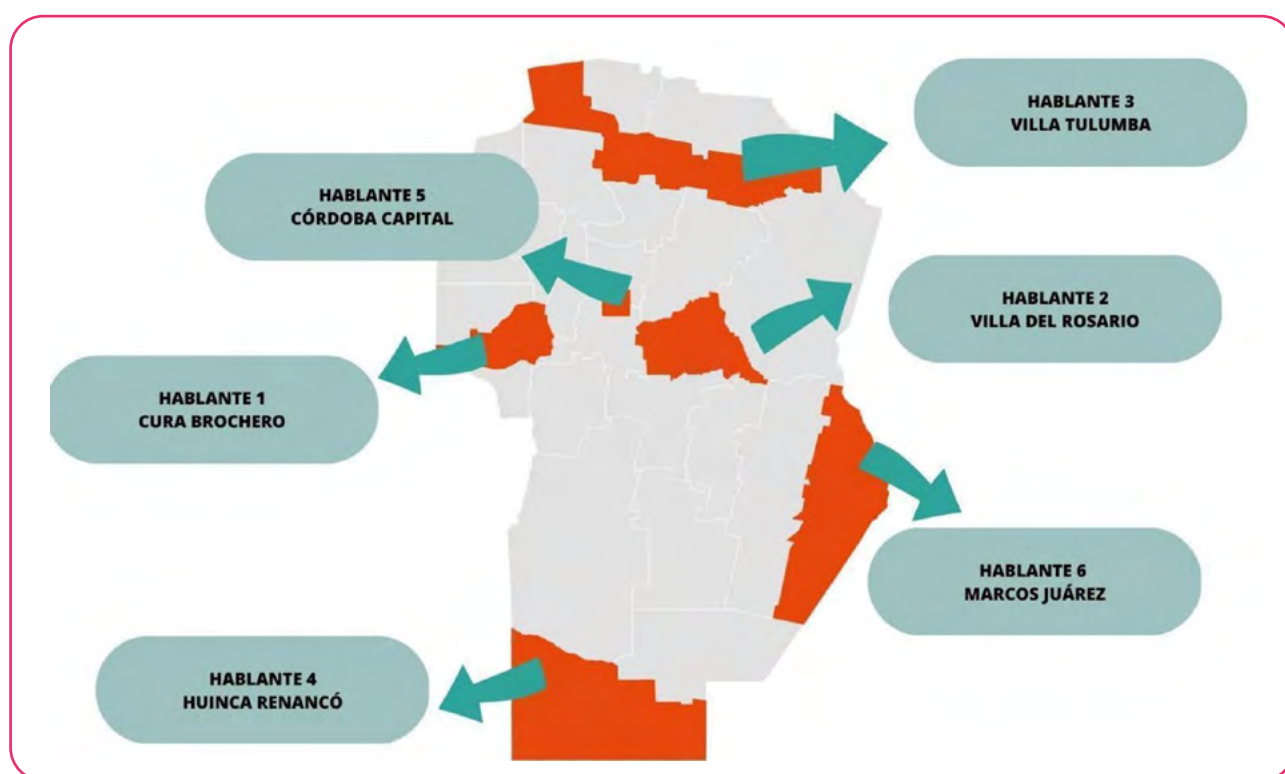 HABLANTE 3
VILLA TULUMBA
HABLANTE 5
CÓRDOBA CAPITAL
HABLANTE 2
VILLA DEL ROSARIO
HABLANTE 1
CURA BROCHERO
HABLANTE 6
MARCOS JUÁREZ
HABLANTE 4
HUINCA RENANCÓ